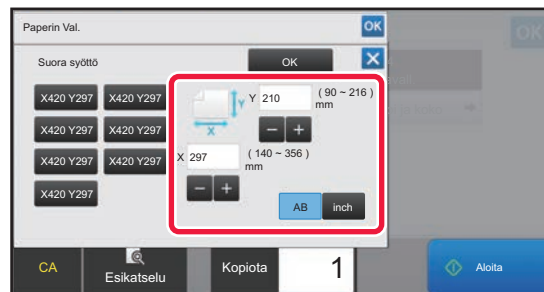 Paperin Val.
OK
OK
Suora syöttö
OK
X420 Y297
X420 Y297
X420 Y297
X420 Y297
X420 Y297
X420 Y297
X420 Y297
Y
X
Y 210
( 90 ~ 216 )
mm
X 297
( 140 ~ 356 )
mm
AB
inch
CA
Esikatselu
Kopiota
1
Aloita